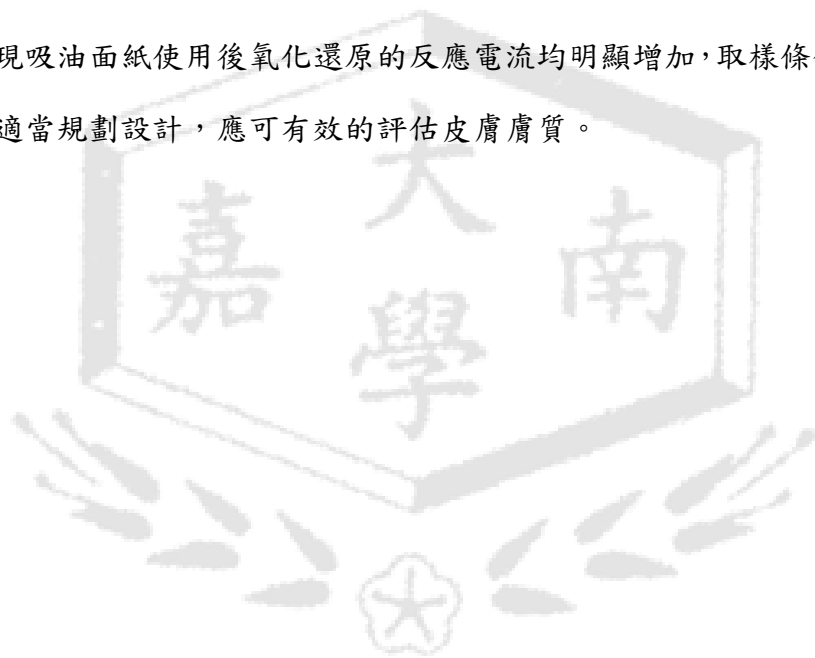 現吸油面紙使用後氧化還原的反應電流均明顯增加，取樣條
適當規劃設計，應可有效的評估皮膚膚質。
大
嘉 南
學